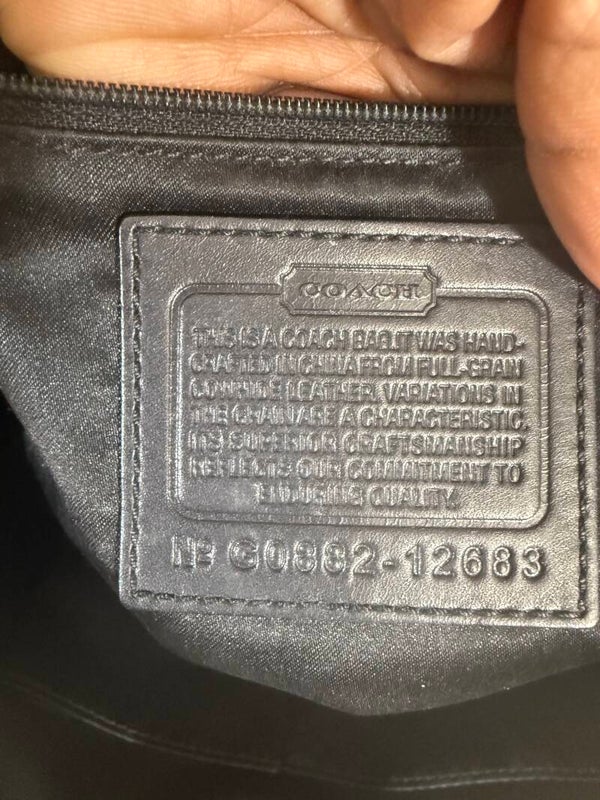 COACH
THIS IS A COACH BAG. IT WAS HAND-
CRAFTED IN CHINA FROM FULL-GRAIN
COWHIDE LEATHER. VARIATIONS IN
THE GRAIN ARE A CHARACTERISTIC.
ITS SUPERIOR CRAFTSMANSHIP
REFLECTS OUR COMMITMENT TO
ENDURING QUALITY.
Nº G0882-12683